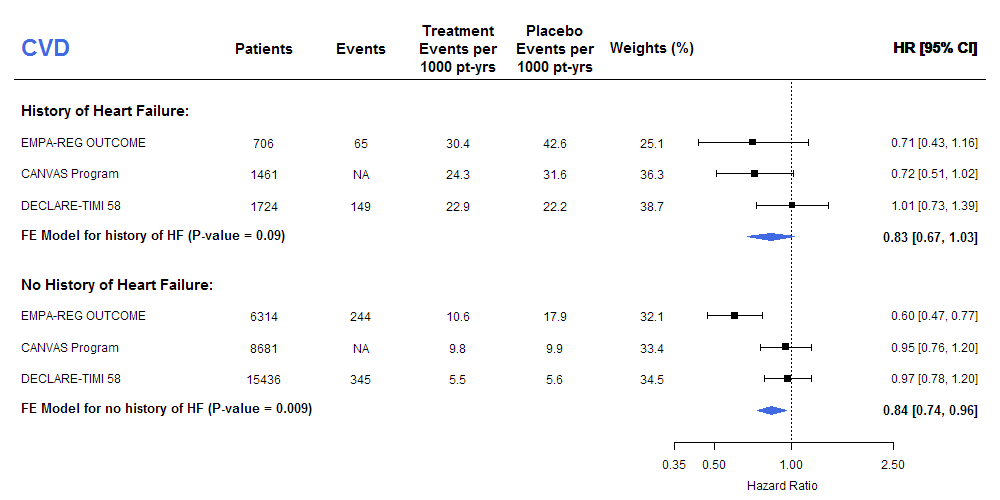 CVD Patients Events Treatment Events per 1000 pt-yrs Placebo Events per 1000 pt-yrs Weights (%) HR [95% CI]
History of Heart Failure:
EMPA-REG OUTCOME 706 65 30.4 42.6 25.1 0.71 [0.43, 1.16]
CANVAS Program 1461 NA 24.3 31.6 36.3 0.72 [0.51, 1.02]
DECLARE-TIMI 58 1724 149 22.9 22.2 38.7 1.01 [0.73, 1.39]
FE Model for history of HF (P-value = 0.09) 0.83 [0.67, 1.03]
No History of Heart Failure:
EMPA-REG OUTCOME 6314 244 10.6 17.9 32.1 0.60 [0.47, 0.77]
CANVAS Program 8681 NA 9.8 9.9 33.4 0.95 [0.76, 1.20]
DECLARE-TIMI 58 15436 345 5.5 5.6 34.5 0.97 [0.78, 1.20]
FE Model for no history of HF (P-value = 0.009) 0.84 [0.74, 0.96]
0.35 0.50 1.00 2.50
Hazard Ratio